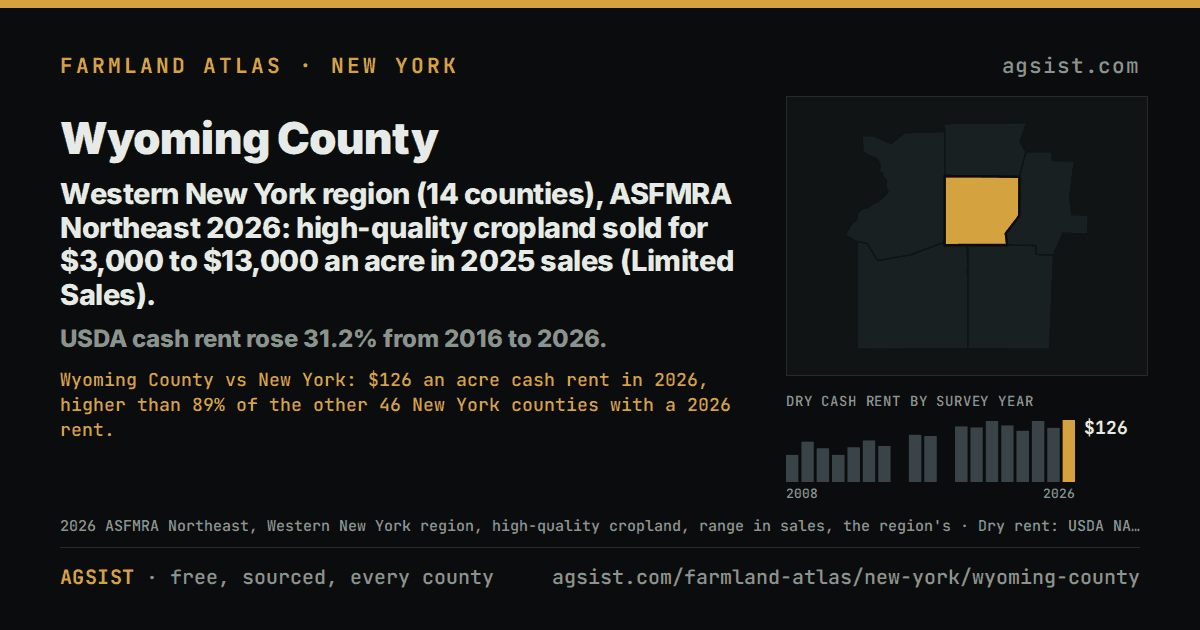 FARMLAND ATLAS · NEW YORK
agsist.com
Wyoming County
Western New York region (14 counties), ASFMRA
Northeast 2026: high-quality cropland sold for
$3,000 to $13,000 an acre in 2025 sales (Limited
Sales).
USDA cash rent rose 31.2% from 2016 to 2026.
Wyoming County vs New York: $126 an acre cash rent in 2026,
higher than 89% of the other 46 New York counties with a 2026
rent.
DRY CASH RENT BY SURVEY YEAR
$126
2008
2026
2026 ASFMRA Northeast, Western New York region, high-quality cropland, range in sales, the region's · Dry rent: USDA NA…
AGSIST · free, sourced, every county
agsist.com/farmland-atlas/new-york/wyoming-county